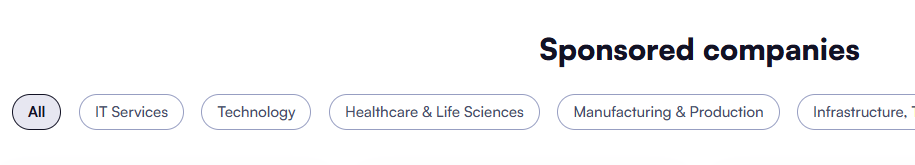 Sponsored companies
All IT Services Technology Healthcare & Life Sciences Manufacturing & Production Infrastructure,